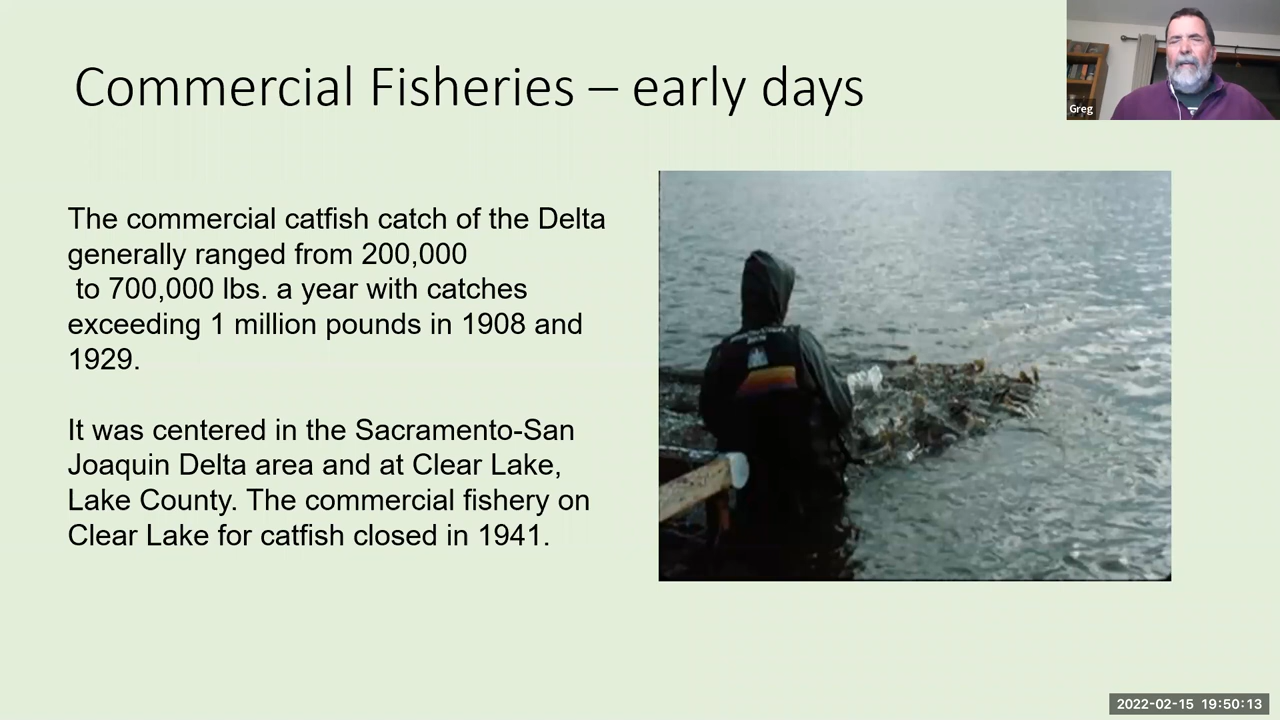 Commercial Fisheries – early days
Greg
The commercial catfish catch of the Delta
generally ranged from 200,000
to 700,000 lbs. a year with catches
exceeding 1 million pounds in 1908 and
1929.
It was centered in the Sacramento-San
Joaquin Delta area and at Clear Lake,
Lake County. The commercial fishery on
Clear Lake for catfish closed in 1941.
2022-02-15 19:50:13